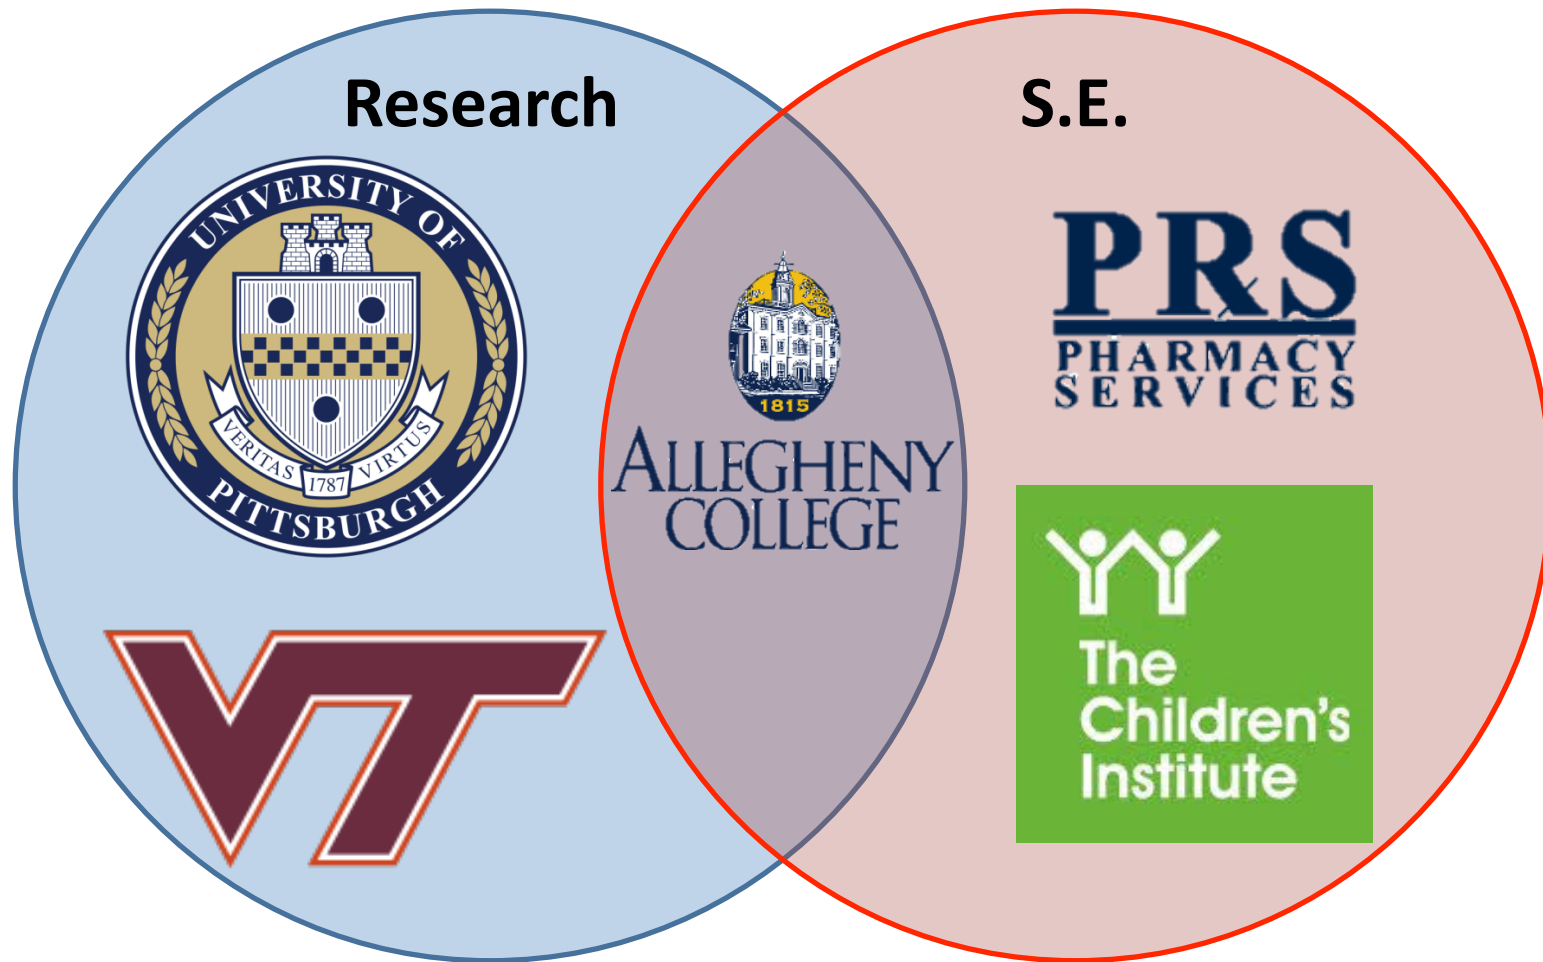 Research
S.E.
UNIVERSITY OF
VERITAS 1787 VIRTUS
PITTSBURGH
1815
ALLEGHENY
COLLEGE
PRS
PHARMACY
SERVICES
VT
The
Children's
Institute